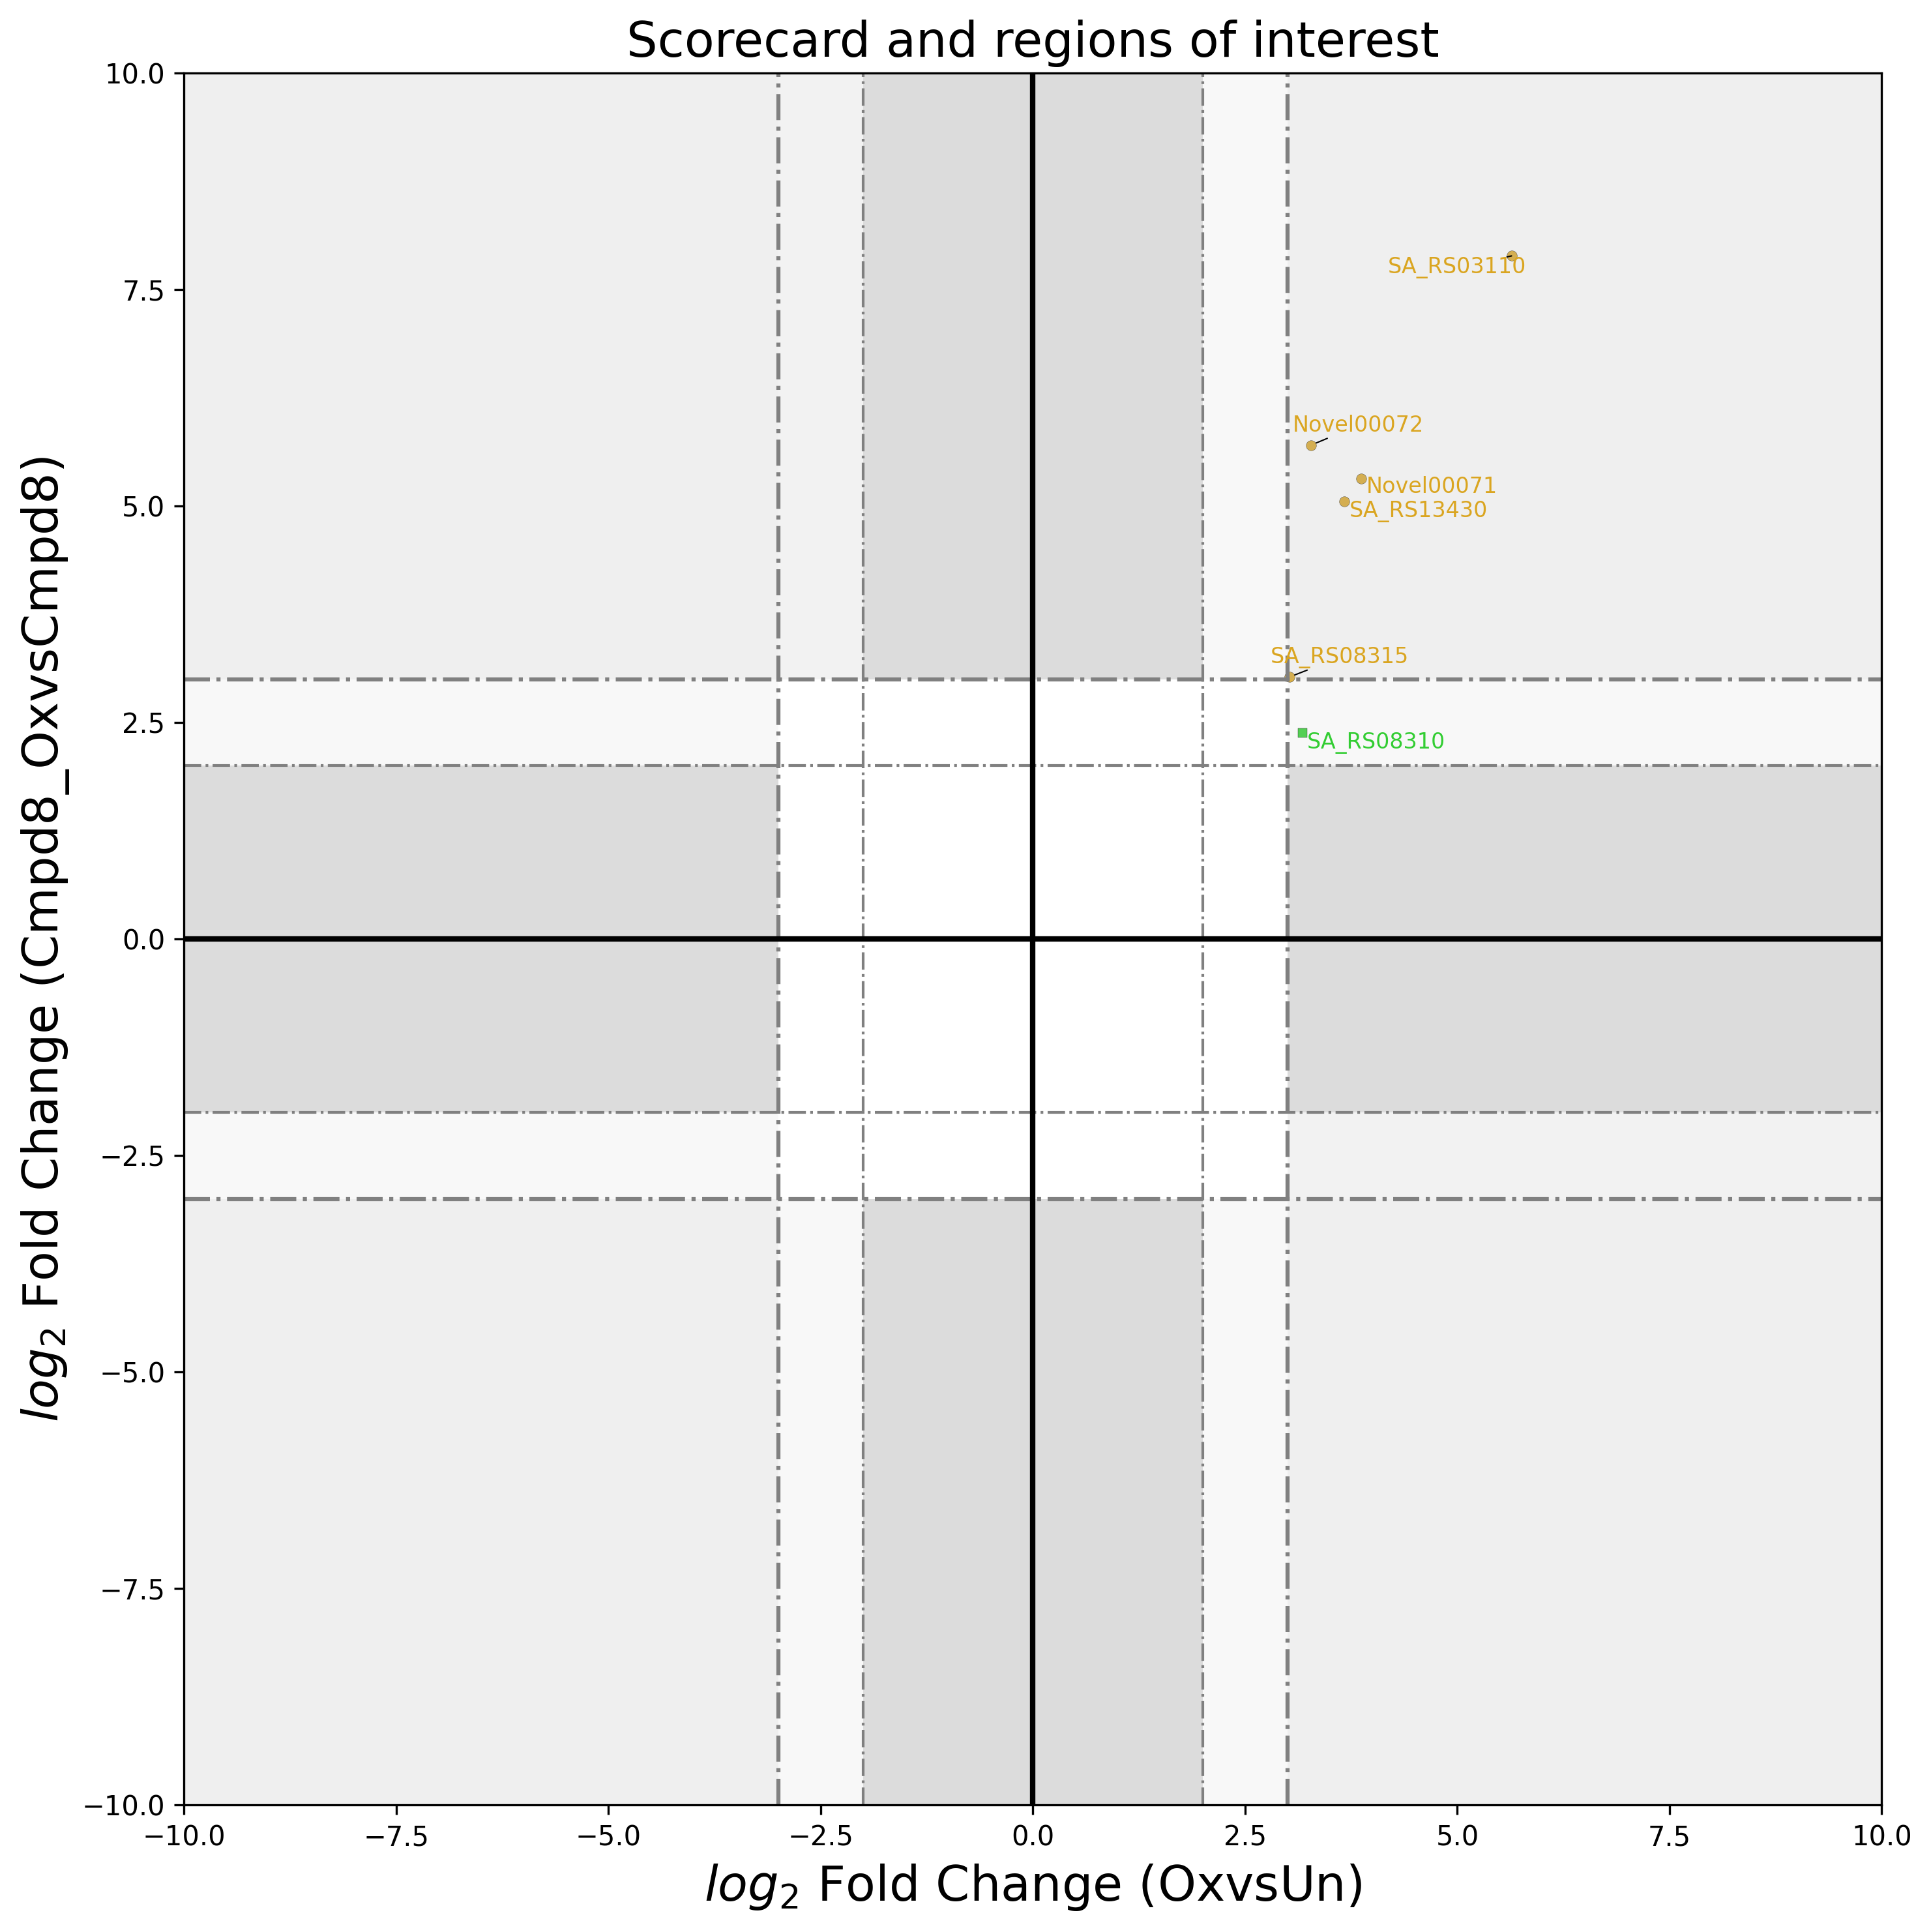 Scorecard and regions of interest
10.0
7.5
5.0
2.5
0.0
−2.5
−5.0
−7.5
−10.0
log2 Fold Change (Cmpd8_OxvsCmpd8)
SA_RS03110
Novel00072
Novel00071
SA_RS13430
SA_RS08315
SA_RS08310
−10.0
−7.5
−5.0
−2.5
0.0
2.5
5.0
7.5
10.0
log2 Fold Change (OxvsUn)